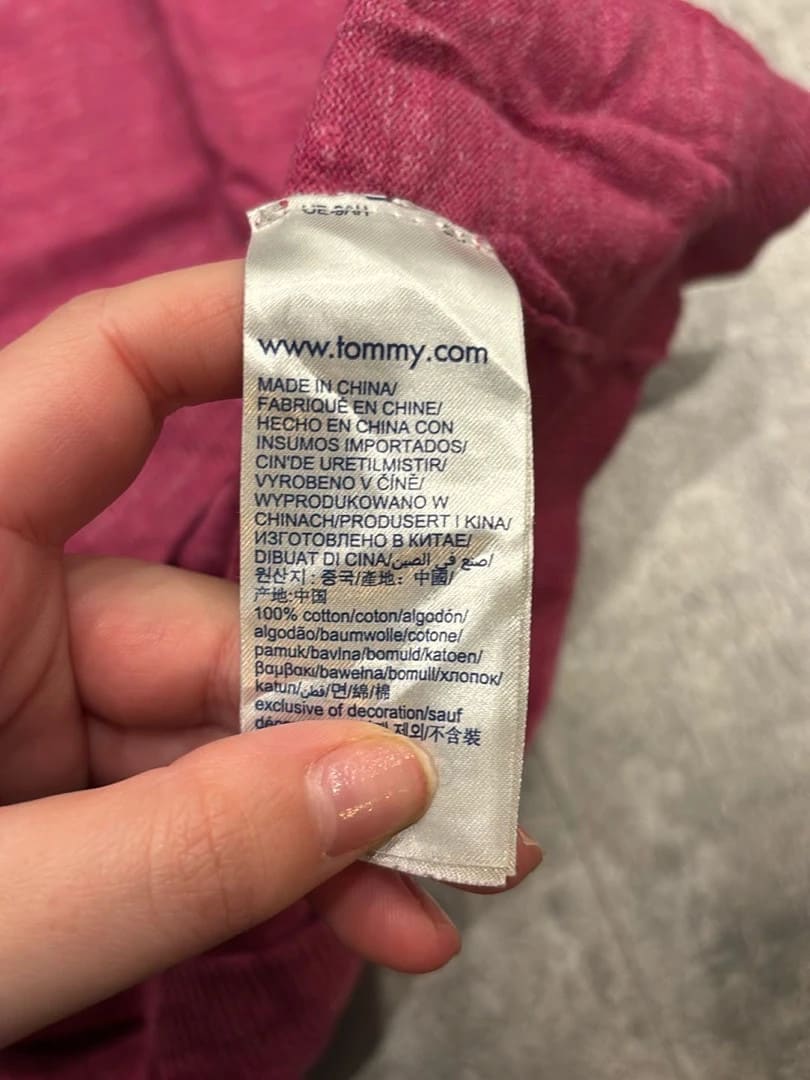 www.tommy.com
MADE IN CHINA/
FABRIQUÉ EN CHINE/
HECHO EN CHINA CON
INSUMOS IMPORTADOS/
CIN'DE URETILMISTIR/
VYROBENO V ČÍNĚ/
WYPRODUKOWANO W
CHINACH/PRODUSERT I KINA/
ИЗГОТОВЛЕНО В КИТАЕ/
DIBUAT DI CINA/صنع في الصين/
원산지 : 중국/產地：中國/
产地:中国
100% cotton/coton/algodón/
algodão/baumwolle/cotone/
pamuk/bavlna/bomuld/katoen/
βαμβακι/bawełna/bomull/хлопок/
katun/قطن/면/綿/棉
exclusive of decoration/sauf
제외/不含裝